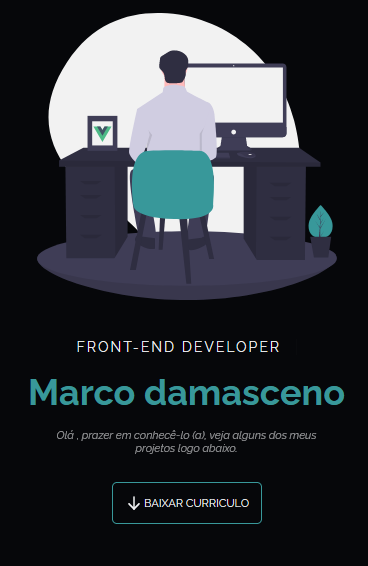 FRONT-END DEVELOPER
Marco damasceno
Olá , prazer em conhecê-lo (a), veja alguns dos meus
projetos logo abaixo.
BAIXAR CURRICULO